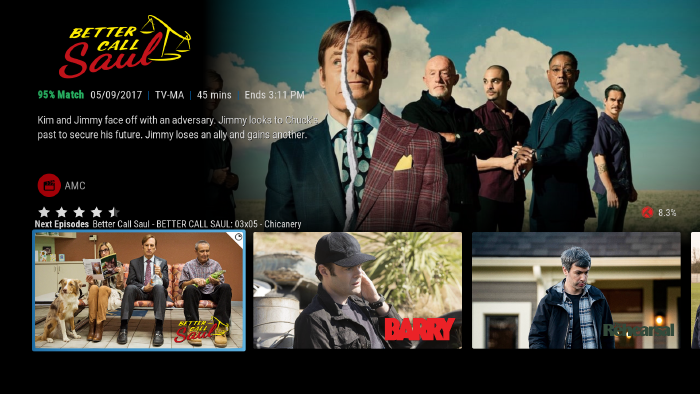 BETTER
CALL
Saul
95% Match 05/09/2017 | TV-MA | 45 mins Ends 3:11 PM
Kim and Jimmy face off with an adversary. Jimmy looks to Chuck's
past to secure his future. Jimmy loses an ally and gains another.
AMC
8.3%
Next Episodes Better Call Saul - BETTER CALL SAUL: 03x05 - Chicanery
BETTER
CALL
Saul
BARRY
Rehearsal